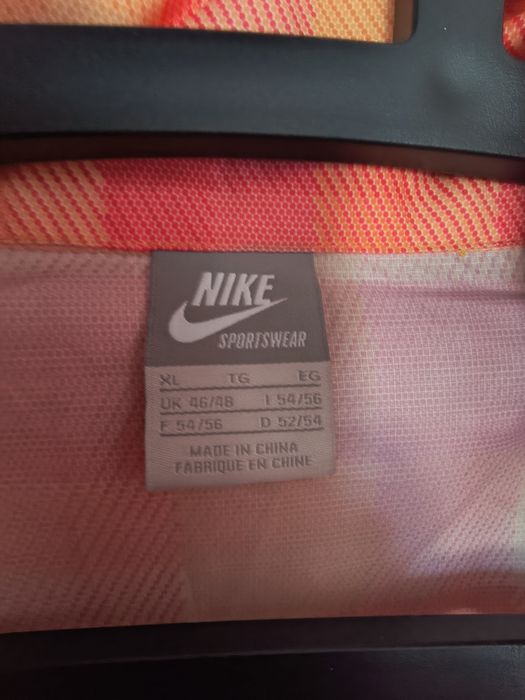 NIKE
SPORTSWEAR
XL TG EG
UK 46/48 I 54/56
F 54/56 D 52/54
MADE IN CHINA
FABRIQUE EN CHINE